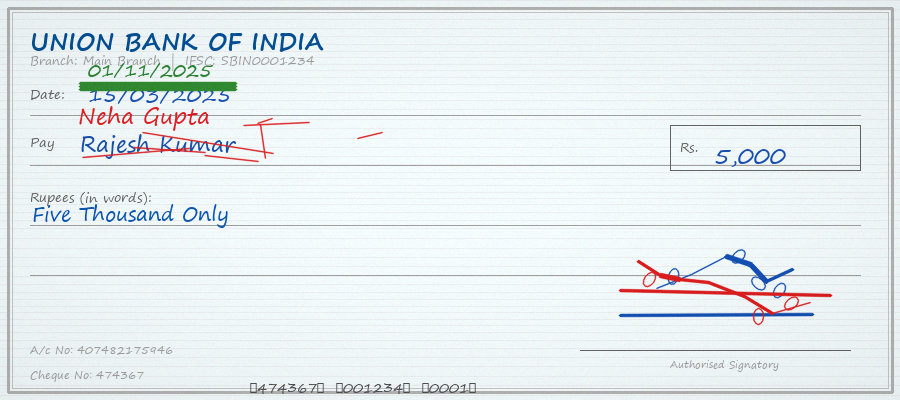 UNION BANK OF INDIA
Branch: Main Branch | IFSC: SBIN0001234
01/11/2025
Date: 15/03/2025
Neha Gupta
Pay Rajesh Kumar
Rs. 5,000
Rupees (in words):
Five Thousand Only
A/c No: 407482175946
Authorised Signatory
Cheque No: 474367
474367 001234 0001